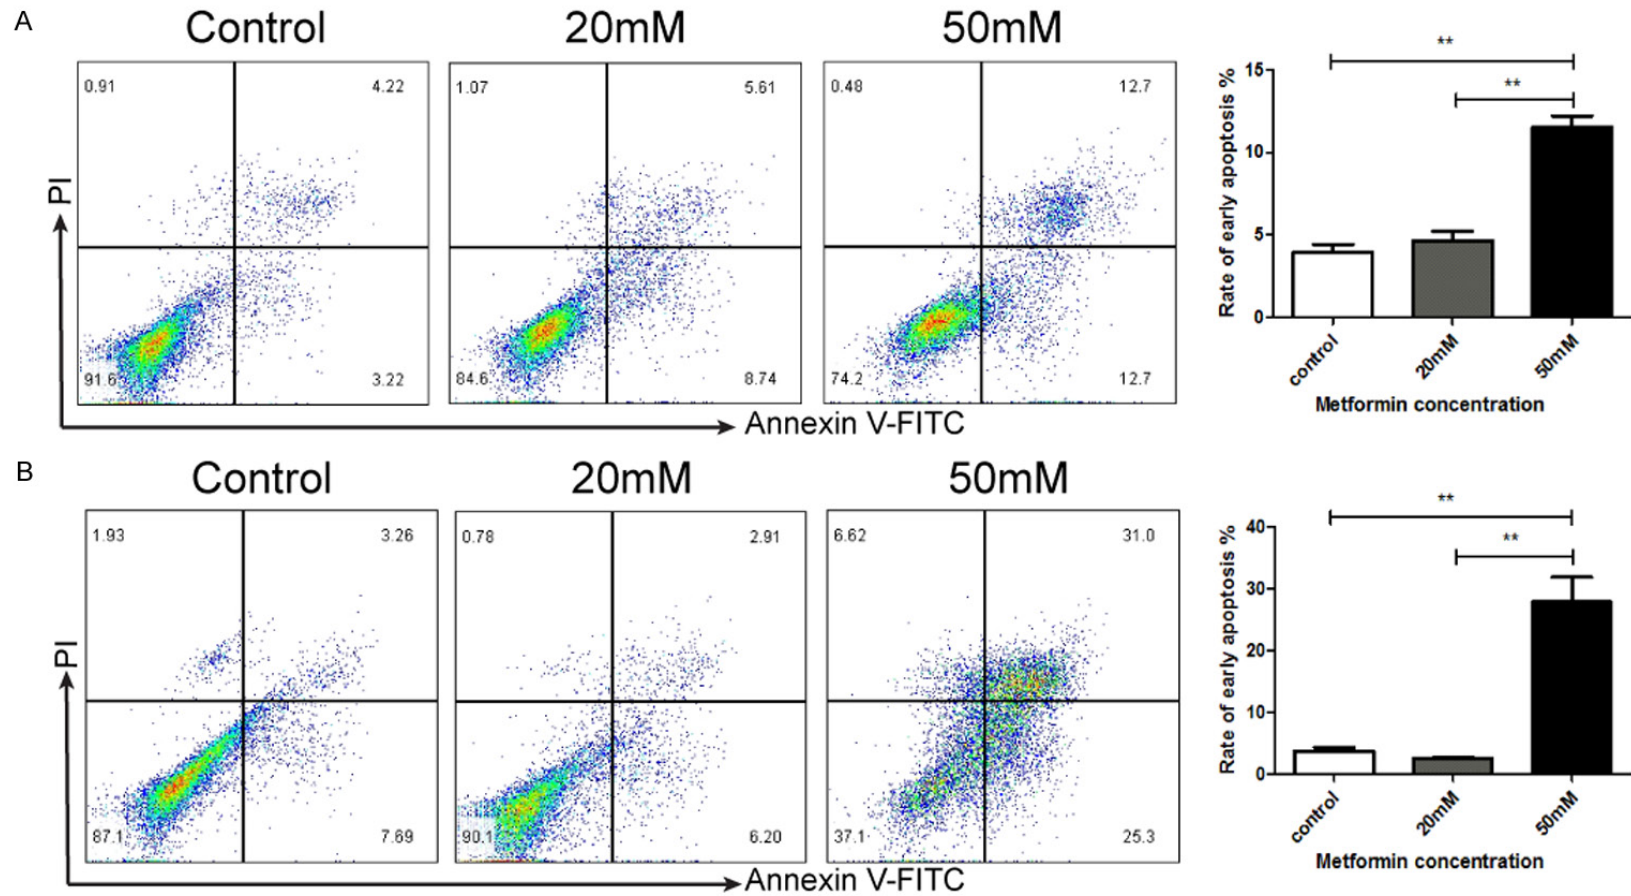 A
Control
20mM
50mM
0.91
4.22
91.6
3.22
1.07
5.61
84.6
8.74
0.48
12.7
74.2
12.7
PI
Annexin V-FITC
**
**
Rate of early apoptosis %
15
10
5
0
control
20mM
50mM
Metformin concentration
B
Control
20mM
50mM
1.93
3.26
87.1
7.69
0.78
2.91
90.1
6.20
6.62
31.0
37.1
25.3
PI
Annexin V-FITC
**
**
Rate of early apoptosis %
40
30
20
10
0
control
20mM
50mM
Metformin concentration